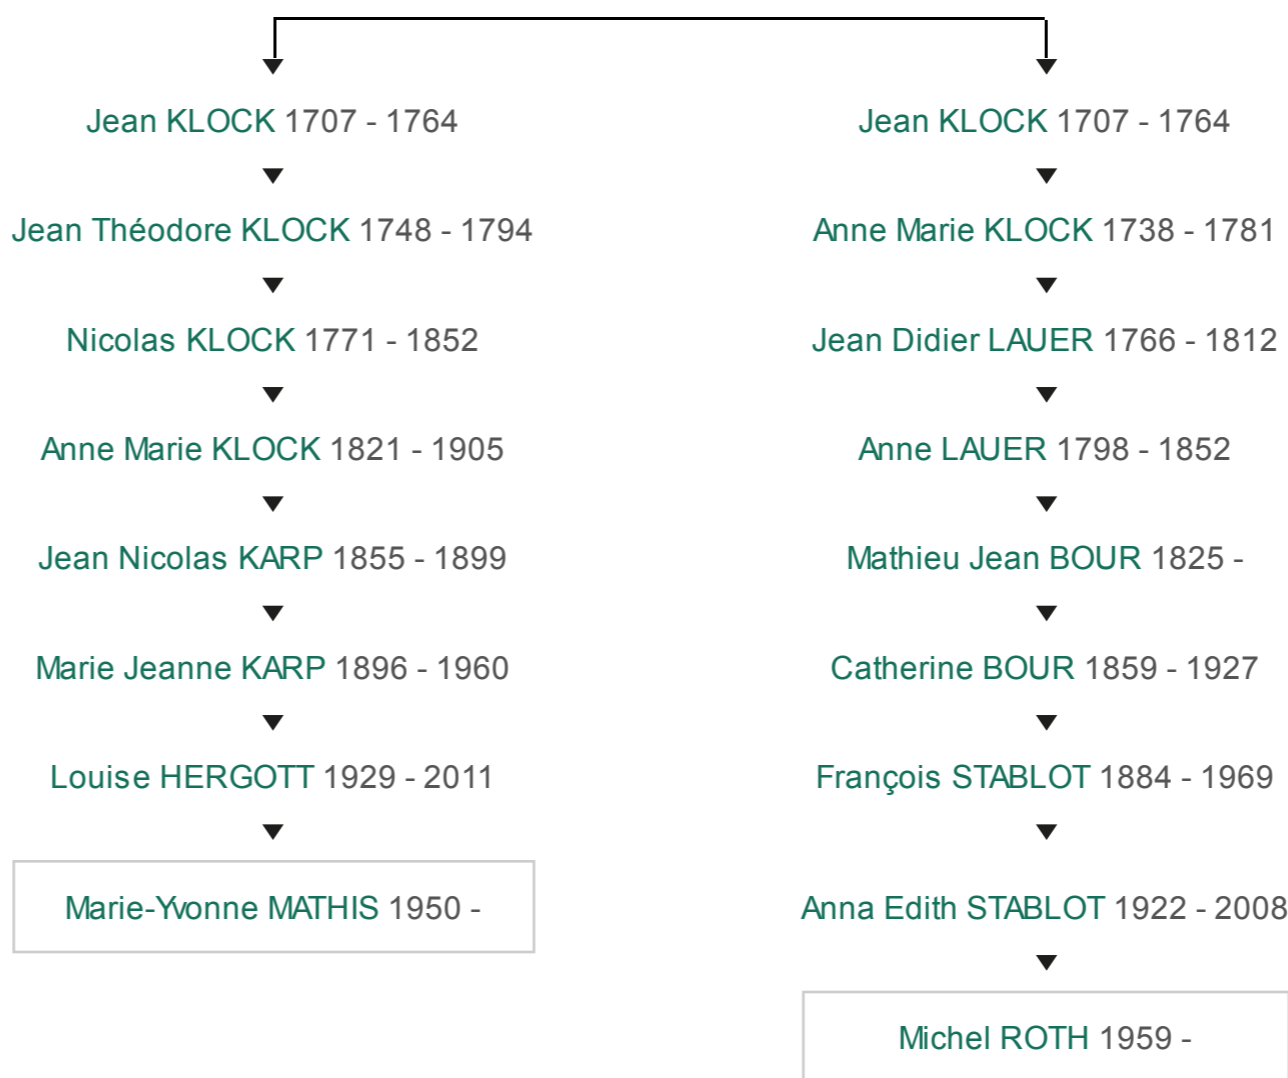 Jean KLOCK 1707 - 1764
Jean Théodore KLOCK 1748 - 1794
Nicolas KLOCK 1771 - 1852
Anne Marie KLOCK 1821 - 1905
Jean Nicolas KARP 1855 - 1899
Marie Jeanne KARP 1896 - 1960
Louise HERGOTT 1929 - 2011
Marie-Yvonne MATHIS 1950 -
Jean KLOCK 1707 - 1764
Anne Marie KLOCK 1738 - 1781
Jean Didier LAUER 1766 - 1812
Anne LAUER 1798 - 1852
Mathieu Jean BOUR 1825 -
Catherine BOUR 1859 - 1927
François STABLOT 1884 - 1969
Anna Edith STABLOT 1922 - 2008
Michel ROTH 1959 -